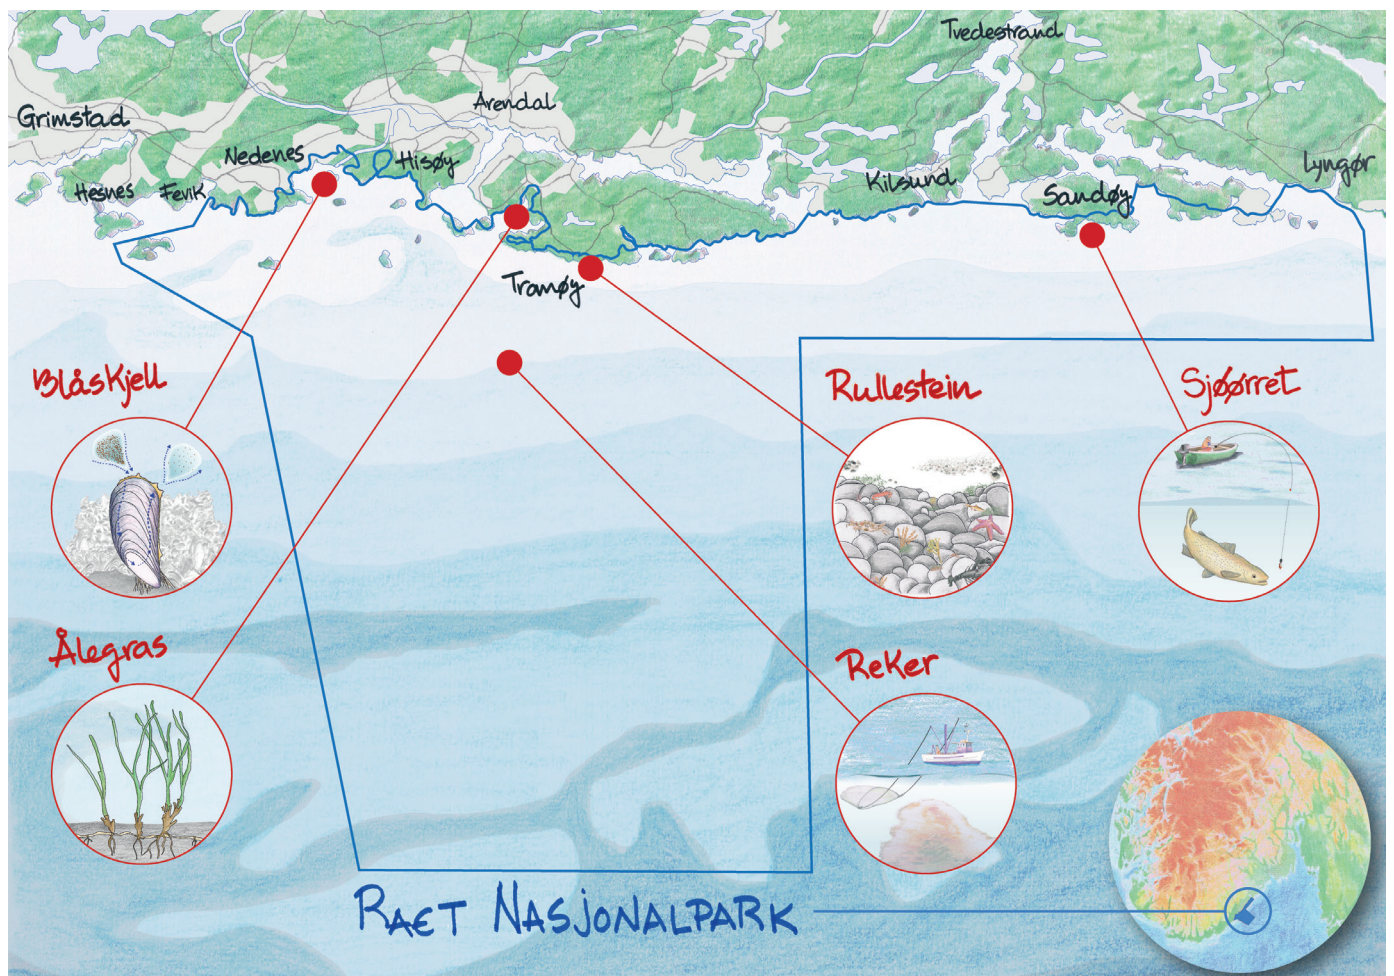 Tvedestrand
Arendal
Grimstad
Nedenes
Hisøy
Lyngør
Kilsund
Hesnes
Fevik
Sandøy
Tromøy
Blåskjell
Rullestein
Sjøørret
Ålegras
Reker
RAET NASJONALPARK